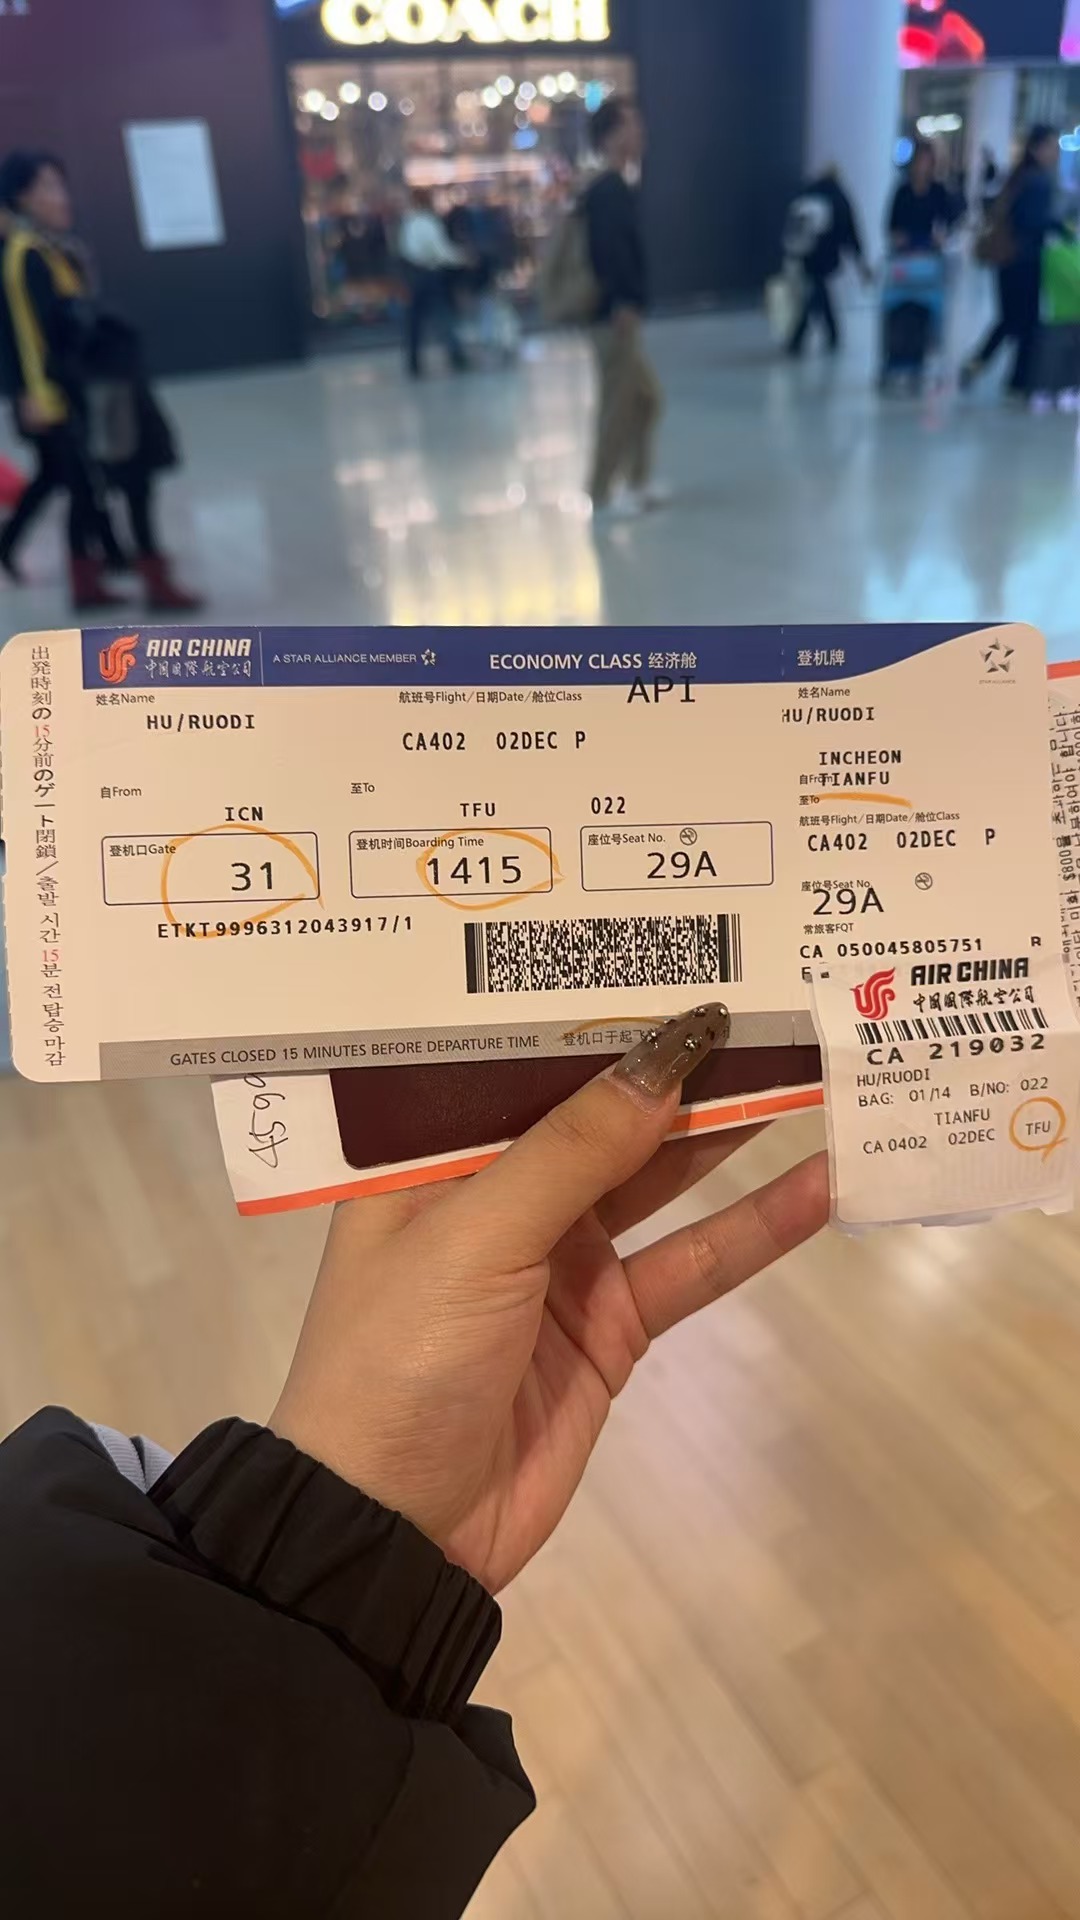 COACH
AIR CHINA
中国国際航空公司
A STAR ALLIANCE MEMBER
ECONOMY CLASS 经济舱
API
姓名Name
HU/RUODI
航班号Flight/日期Date/舱位Class
CA402 02DEC P
自From
ICN
至To
TFU
022
登机口Gate
31
登机时间Boarding Time
1415
座位号Seat No.
29A
ETKT9996312043917/1
GATES CLOSED 15 MINUTES BEFORE DEPARTURE TIME
登机口于起飞
出発時刻の15分前のゲート閉鎖/출발 시간 15분 전 탑승 마감
登机牌
STAR ALLIANCE
姓名Name
HU/RUODI
INCHEON
自From
TIANFU
至To
航班号Flight/日期Date/舱位Class
CA402 02DEC P
座位号Seat No.
29A
常旅客FQT
CA 050045805751 R
AIR CHINA
中国国際航空公司
CA 219032
HU/RUODI
BAG: 01/14 B/NO: 022
TIANFU
CA 0402 02DEC TFU